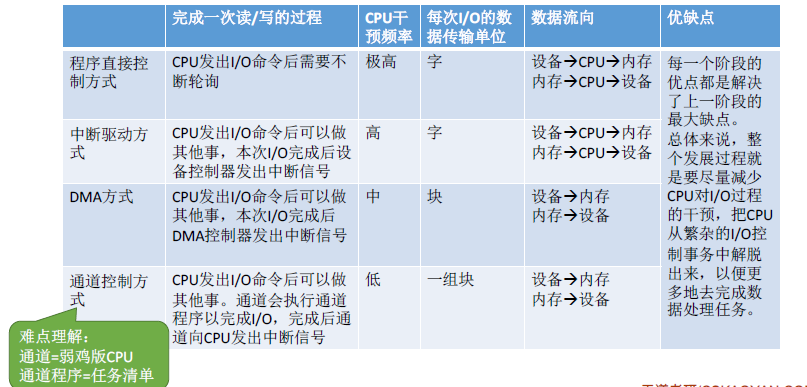 完成一次读/写的过程
CPU干
预频率
每次I/O的数
据传输单位
数据流向
优缺点
程序直接控
制方式
CPU发出I/O命令后需要不
断轮询
极高
字
设备→CPU→内存
内存→CPU→设备
每一个阶段的
优点都是解决
了上一阶段的
最大缺点。
总体来说，整
个发展过程就
是要尽量减少
CPU对I/O过程
的干预，把CPU
从繁杂的I/O控
制事务中解脱
出来，以便更
多地去完成数
据处理任务。
中断驱动方
式
CPU发出I/O命令后可以做
其他事，本次I/O完成后设
备控制器发出中断信号
高
字
设备→CPU→内存
内存→CPU→设备
DMA方式
CPU发出I/O命令后可以做
其他事，本次I/O完成后
DMA控制器发出中断信号
中
块
设备→内存
内存→设备
通道控制方
式
CPU发出I/O命令后可以做
其他事。通道会执行通道
程序以完成I/O，完成后通
道向CPU发出中断信号
低
一组块
设备→内存
内存→设备
难点理解：
通道=弱鸡版CPU
通道程序=任务清单